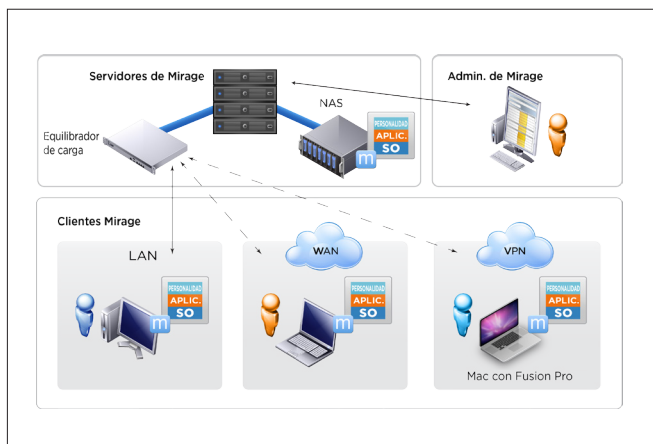 Servidores de Mirage
NAS
Equilibrador
de carga
PERSONALIDAD
APLIC.
SO
m
Admin. de Mirage
Clientes Mirage
LAN
PERSONALIDAD
APLIC.
SO
m
WAN
PERSONALIDAD
APLIC.
SO
m
VPN
PERSONALIDAD
APLIC.
SO
m
Mac con Fusion Pro